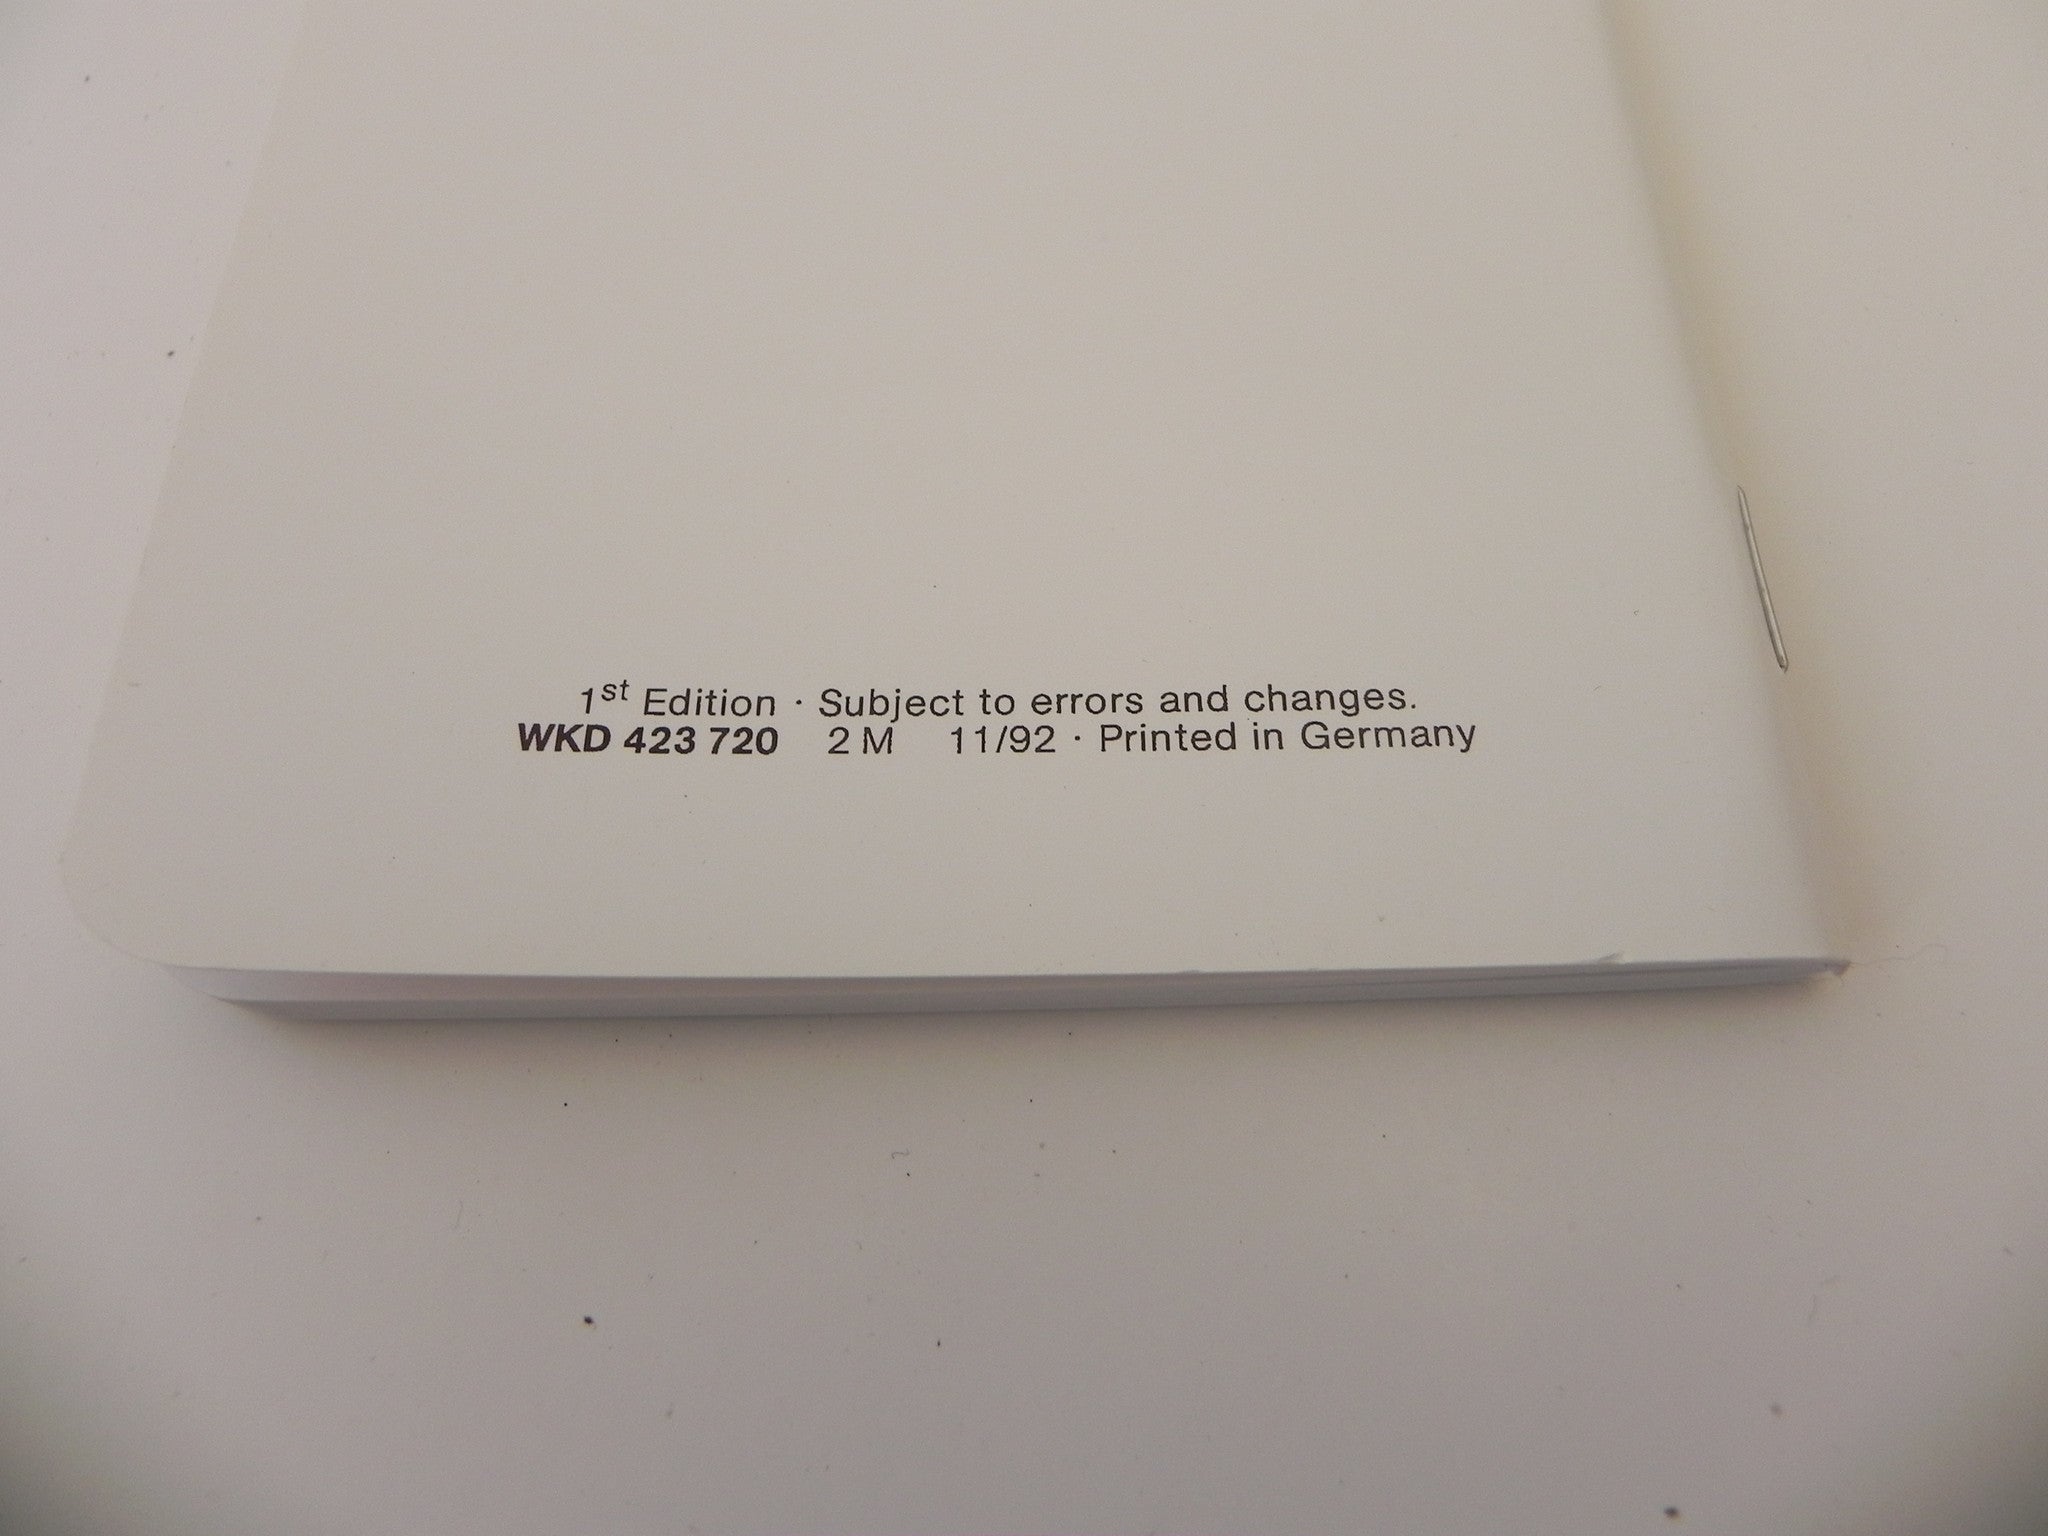 1st Edition · Subject to errors and changes.
WKD 423 720 2 M 11/92 · Printed in Germany